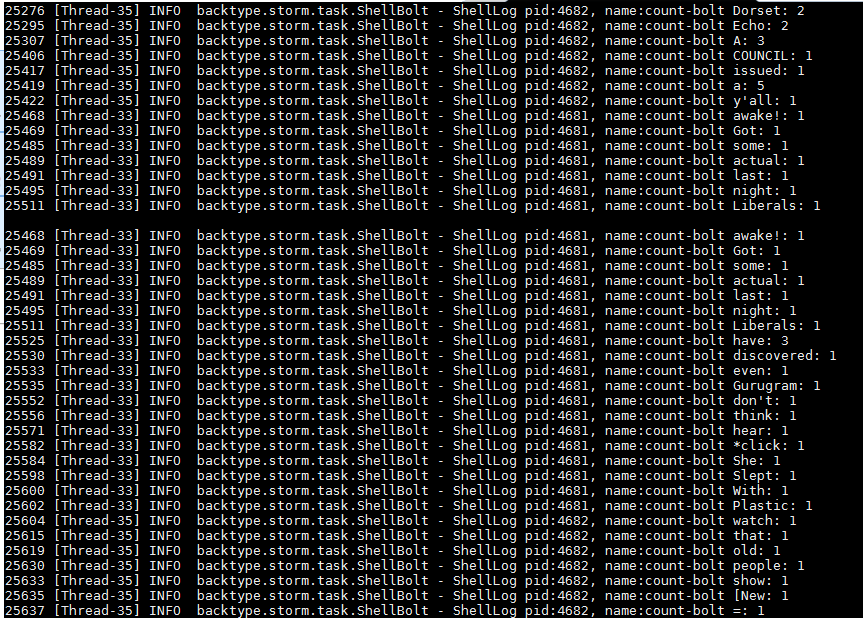 25276 [Thread-35] INFO  backtype.storm.task.ShellBolt - ShellLog pid:4682, name:count-bolt Dorset: 2
25295 [Thread-35] INFO  backtype.storm.task.ShellBolt - ShellLog pid:4682, name:count-bolt Echo: 2
25307 [Thread-35] INFO  backtype.storm.task.ShellBolt - ShellLog pid:4682, name:count-bolt A: 3
25406 [Thread-35] INFO  backtype.storm.task.ShellBolt - ShellLog pid:4682, name:count-bolt COUNCIL: 1
25417 [Thread-35] INFO  backtype.storm.task.ShellBolt - ShellLog pid:4682, name:count-bolt issued: 1
25419 [Thread-35] INFO  backtype.storm.task.ShellBolt - ShellLog pid:4682, name:count-bolt a: 5
25422 [Thread-35] INFO  backtype.storm.task.ShellBolt - ShellLog pid:4682, name:count-bolt y'all: 1
25468 [Thread-33] INFO  backtype.storm.task.ShellBolt - ShellLog pid:4681, name:count-bolt awake!: 1
25469 [Thread-33] INFO  backtype.storm.task.ShellBolt - ShellLog pid:4681, name:count-bolt Got: 1
25485 [Thread-33] INFO  backtype.storm.task.ShellBolt - ShellLog pid:4681, name:count-bolt some: 1
25489 [Thread-33] INFO  backtype.storm.task.ShellBolt - ShellLog pid:4681, name:count-bolt actual: 1
25491 [Thread-33] INFO  backtype.storm.task.ShellBolt - ShellLog pid:4681, name:count-bolt last: 1
25495 [Thread-33] INFO  backtype.storm.task.ShellBolt - ShellLog pid:4681, name:count-bolt night: 1
25511 [Thread-33] INFO  backtype.storm.task.ShellBolt - ShellLog pid:4681, name:count-bolt Liberals: 1
25468 [Thread-33] INFO  backtype.storm.task.ShellBolt - ShellLog pid:4681, name:count-bolt awake!: 1
25469 [Thread-33] INFO  backtype.storm.task.ShellBolt - ShellLog pid:4681, name:count-bolt Got: 1
25485 [Thread-33] INFO  backtype.storm.task.ShellBolt - ShellLog pid:4681, name:count-bolt some: 1
25489 [Thread-33] INFO  backtype.storm.task.ShellBolt - ShellLog pid:4681, name:count-bolt actual: 1
25491 [Thread-33] INFO  backtype.storm.task.ShellBolt - ShellLog pid:4681, name:count-bolt last: 1
25495 [Thread-33] INFO  backtype.storm.task.ShellBolt - ShellLog pid:4681, name:count-bolt night: 1
25511 [Thread-33] INFO  backtype.storm.task.ShellBolt - ShellLog pid:4681, name:count-bolt Liberals: 1
25525 [Thread-33] INFO  backtype.storm.task.ShellBolt - ShellLog pid:4681, name:count-bolt have: 3
25530 [Thread-33] INFO  backtype.storm.task.ShellBolt - ShellLog pid:4681, name:count-bolt discovered: 1
25533 [Thread-33] INFO  backtype.storm.task.ShellBolt - ShellLog pid:4681, name:count-bolt even: 1
25535 [Thread-33] INFO  backtype.storm.task.ShellBolt - ShellLog pid:4681, name:count-bolt Gurugram: 1
25552 [Thread-33] INFO  backtype.storm.task.ShellBolt - ShellLog pid:4681, name:count-bolt don't: 1
25556 [Thread-33] INFO  backtype.storm.task.ShellBolt - ShellLog pid:4681, name:count-bolt think: 1
25571 [Thread-33] INFO  backtype.storm.task.ShellBolt - ShellLog pid:4681, name:count-bolt hear: 1
25582 [Thread-33] INFO  backtype.storm.task.ShellBolt - ShellLog pid:4681, name:count-bolt *click: 1
25584 [Thread-33] INFO  backtype.storm.task.ShellBolt - ShellLog pid:4681, name:count-bolt She: 1
25598 [Thread-33] INFO  backtype.storm.task.ShellBolt - ShellLog pid:4681, name:count-bolt Slept: 1
25600 [Thread-33] INFO  backtype.storm.task.ShellBolt - ShellLog pid:4681, name:count-bolt With: 1
25602 [Thread-33] INFO  backtype.storm.task.ShellBolt - ShellLog pid:4681, name:count-bolt Plastic: 1
25604 [Thread-35] INFO  backtype.storm.task.ShellBolt - ShellLog pid:4682, name:count-bolt watch: 1
25615 [Thread-35] INFO  backtype.storm.task.ShellBolt - ShellLog pid:4682, name:count-bolt that: 1
25619 [Thread-35] INFO  backtype.storm.task.ShellBolt - ShellLog pid:4682, name:count-bolt old: 1
25630 [Thread-35] INFO  backtype.storm.task.ShellBolt - ShellLog pid:4682, name:count-bolt people: 1
25633 [Thread-35] INFO  backtype.storm.task.ShellBolt - ShellLog pid:4682, name:count-bolt show: 1
25635 [Thread-35] INFO  backtype.storm.task.ShellBolt - ShellLog pid:4682, name:count-bolt [New: 1
25637 [Thread-35] INFO  backtype.storm.task.ShellBolt - ShellLog pid:4682, name:count-bolt =: 1